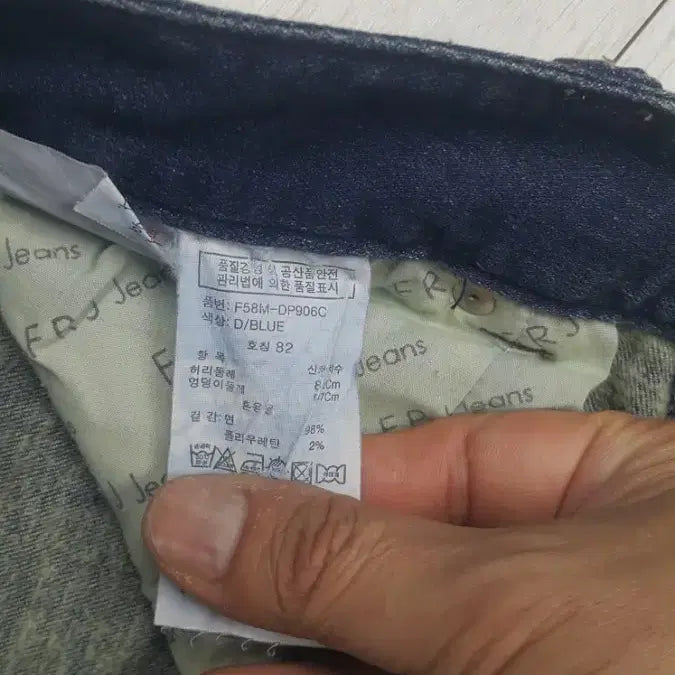 품질경영 및 공산품안전
관리법에 의한 품질표시
품번: F58M-DP906C
색상: D/BLUE
호칭 82
항 목
허리둘레 Cm
엉덩이둘레 Cm
혼용율
겉 감: 면 98%
폴리우레탄 2%
Jeans
FRJ Jeans
FRJ
Jeans
FRJ Jeans